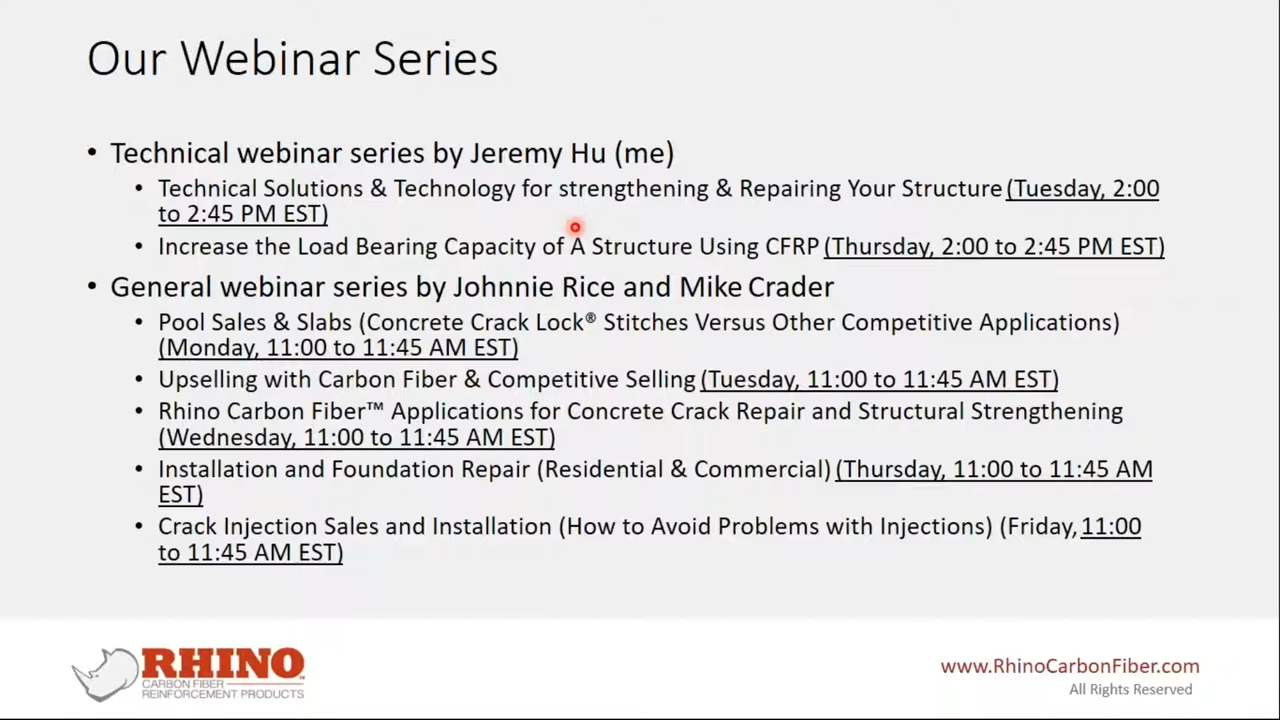 Our Webinar Series
• Technical webinar series by Jeremy Hu (me)
• Technical Solutions & Technology for strengthening & Repairing Your Structure (Tuesday, 2:00
to 2:45 PM EST)
• Increase the Load Bearing Capacity of A Structure Using CFRP (Thursday, 2:00 to 2:45 PM EST)
• General webinar series by Johnnie Rice and Mike Crader
• Pool Sales & Slabs (Concrete Crack Lock® Stitches Versus Other Competitive Applications)
(Monday, 11:00 to 11:45 AM EST)
• Upselling with Carbon Fiber & Competitive Selling (Tuesday, 11:00 to 11:45 AM EST)
• Rhino Carbon Fiber™ Applications for Concrete Crack Repair and Structural Strengthening
(Wednesday, 11:00 to 11:45 AM EST)
• Installation and Foundation Repair (Residential & Commercial) (Thursday, 11:00 to 11:45 AM
EST)
• Crack Injection Sales and Installation (How to Avoid Problems with Injections) (Friday, 11:00
to 11:45 AM EST)
RHINO
CARBON FIBER
REINFORCEMENT PRODUCTS
www.RhinoCarbonFiber.com
All Rights Reserved